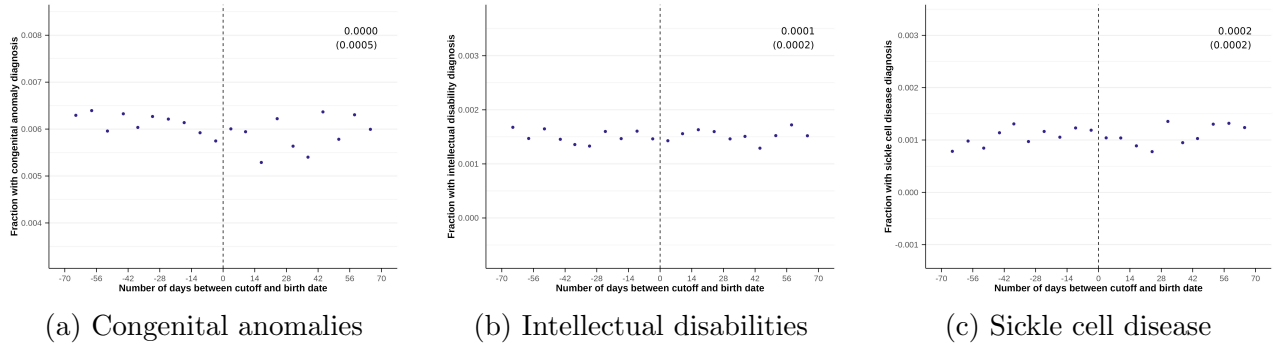 Fraction with congenital anomaly diagnosis
0.008
0.007
0.006
0.005
0.004
0.0000
(0.0005)
-70 -56 -42 -28 -14 0 14 28 42 56 70
Number of days between cutoff and birth date
(a) Congenital anomalies
Fraction with intellectual disability diagnosis
0.003
0.002
0.001
0.000
0.0001
(0.0002)
-70 -56 -42 -28 -14 0 14 28 42 56 70
Number of days between cutoff and birth date
(b) Intellectual disabilities
Fraction with sickle cell disease diagnosis
0.003
0.002
0.001
0.000
-0.001
0.0002
(0.0002)
-70 -56 -42 -28 -14 0 14 28 42 56 70
Number of days between cutoff and birth date
(c) Sickle cell disease